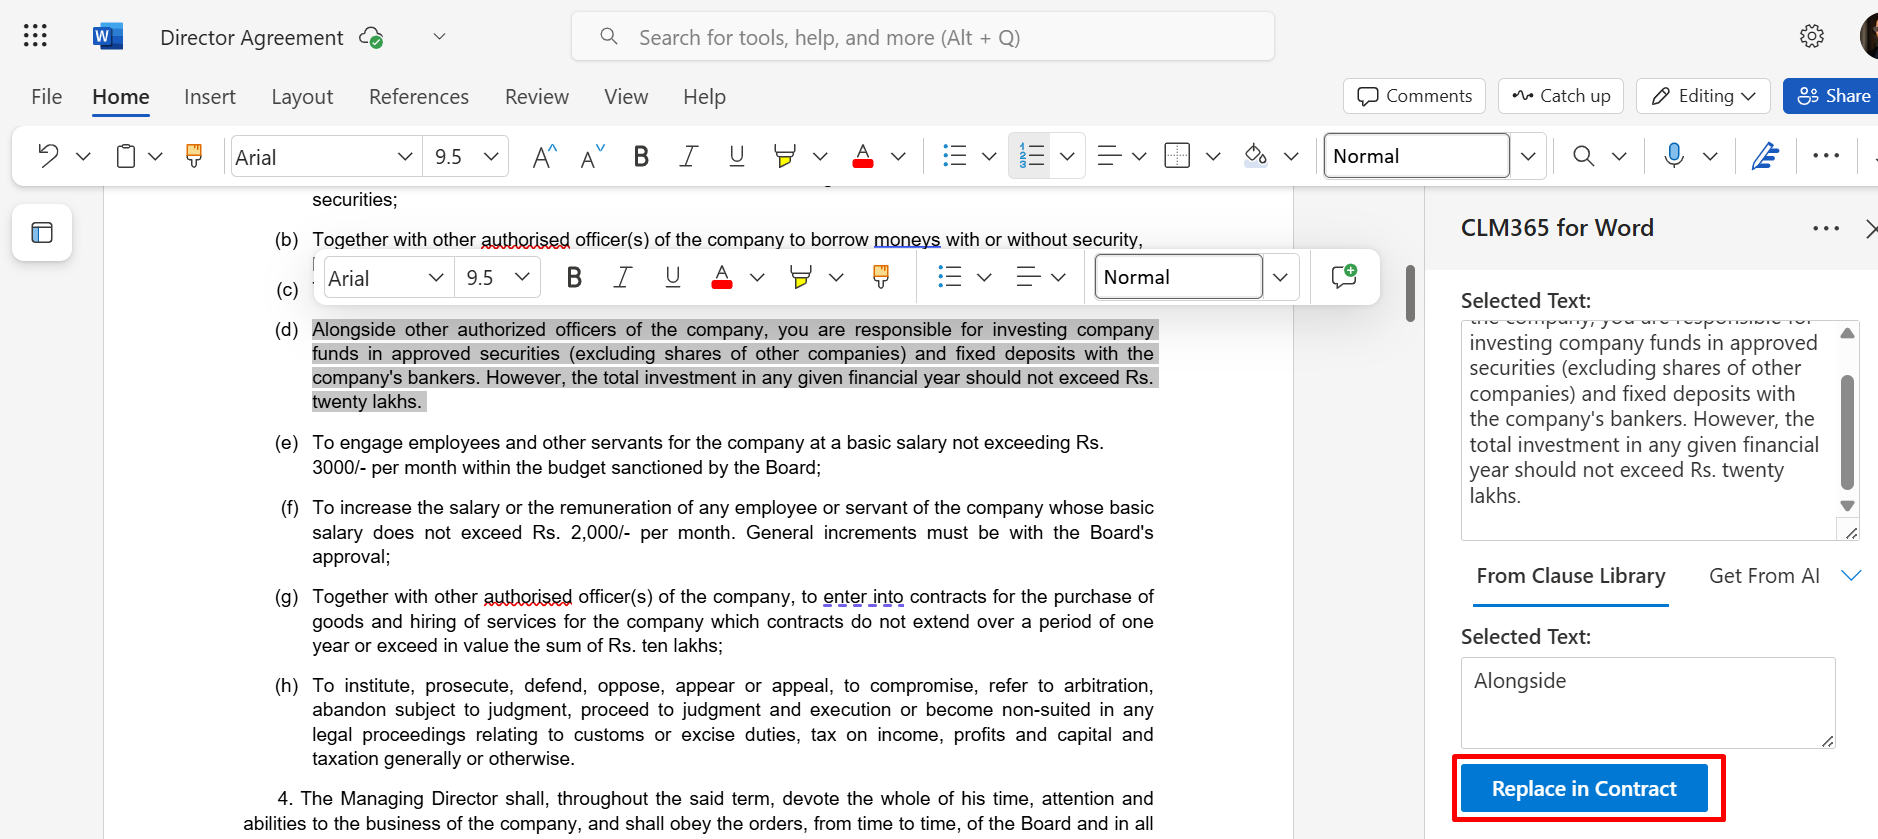 Director Agreement
Search for tools, help, and more (Alt + Q)
File Home Insert Layout References Review View Help
Comments Catch up Editing Share
Arial 9.5 Normal
securities;
(b) Together with other authorised officer(s) of the company to borrow moneys with or without security,
Arial 9.5 Normal
(c)
(d) Alongside other authorized officers of the company, you are responsible for investing company
funds in approved securities (excluding shares of other companies) and fixed deposits with the
company's bankers. However, the total investment in any given financial year should not exceed Rs.
twenty lakhs.
(e) To engage employees and other servants for the company at a basic salary not exceeding Rs.
3000/- per month within the budget sanctioned by the Board;
(f) To increase the salary or the remuneration of any employee or servant of the company whose basic
salary does not exceed Rs. 2,000/- per month. General increments must be with the Board's
approval;
(g) Together with other authorised officer(s) of the company, to enter into contracts for the purchase of
goods and hiring of services for the company which contracts do not extend over a period of one
year or exceed in value the sum of Rs. ten lakhs;
(h) To institute, prosecute, defend, oppose, appear or appeal, to compromise, refer to arbitration,
abandon subject to judgment, proceed to judgment and execution or become non-suited in any
legal proceedings relating to customs or excise duties, tax on income, profits and capital and
taxation generally or otherwise.
4. The Managing Director shall, throughout the said term, devote the whole of his time, attention and
abilities to the business of the company, and shall obey the orders, from time to time, of the Board and in all
CLM365 for Word
Selected Text:
the company, you are responsible for
investing company funds in approved
securities (excluding shares of other
companies) and fixed deposits with
the company's bankers. However, the
total investment in any given financial
year should not exceed Rs. twenty
lakhs.
From Clause Library Get From AI
Selected Text:
Alongside
Replace in Contract